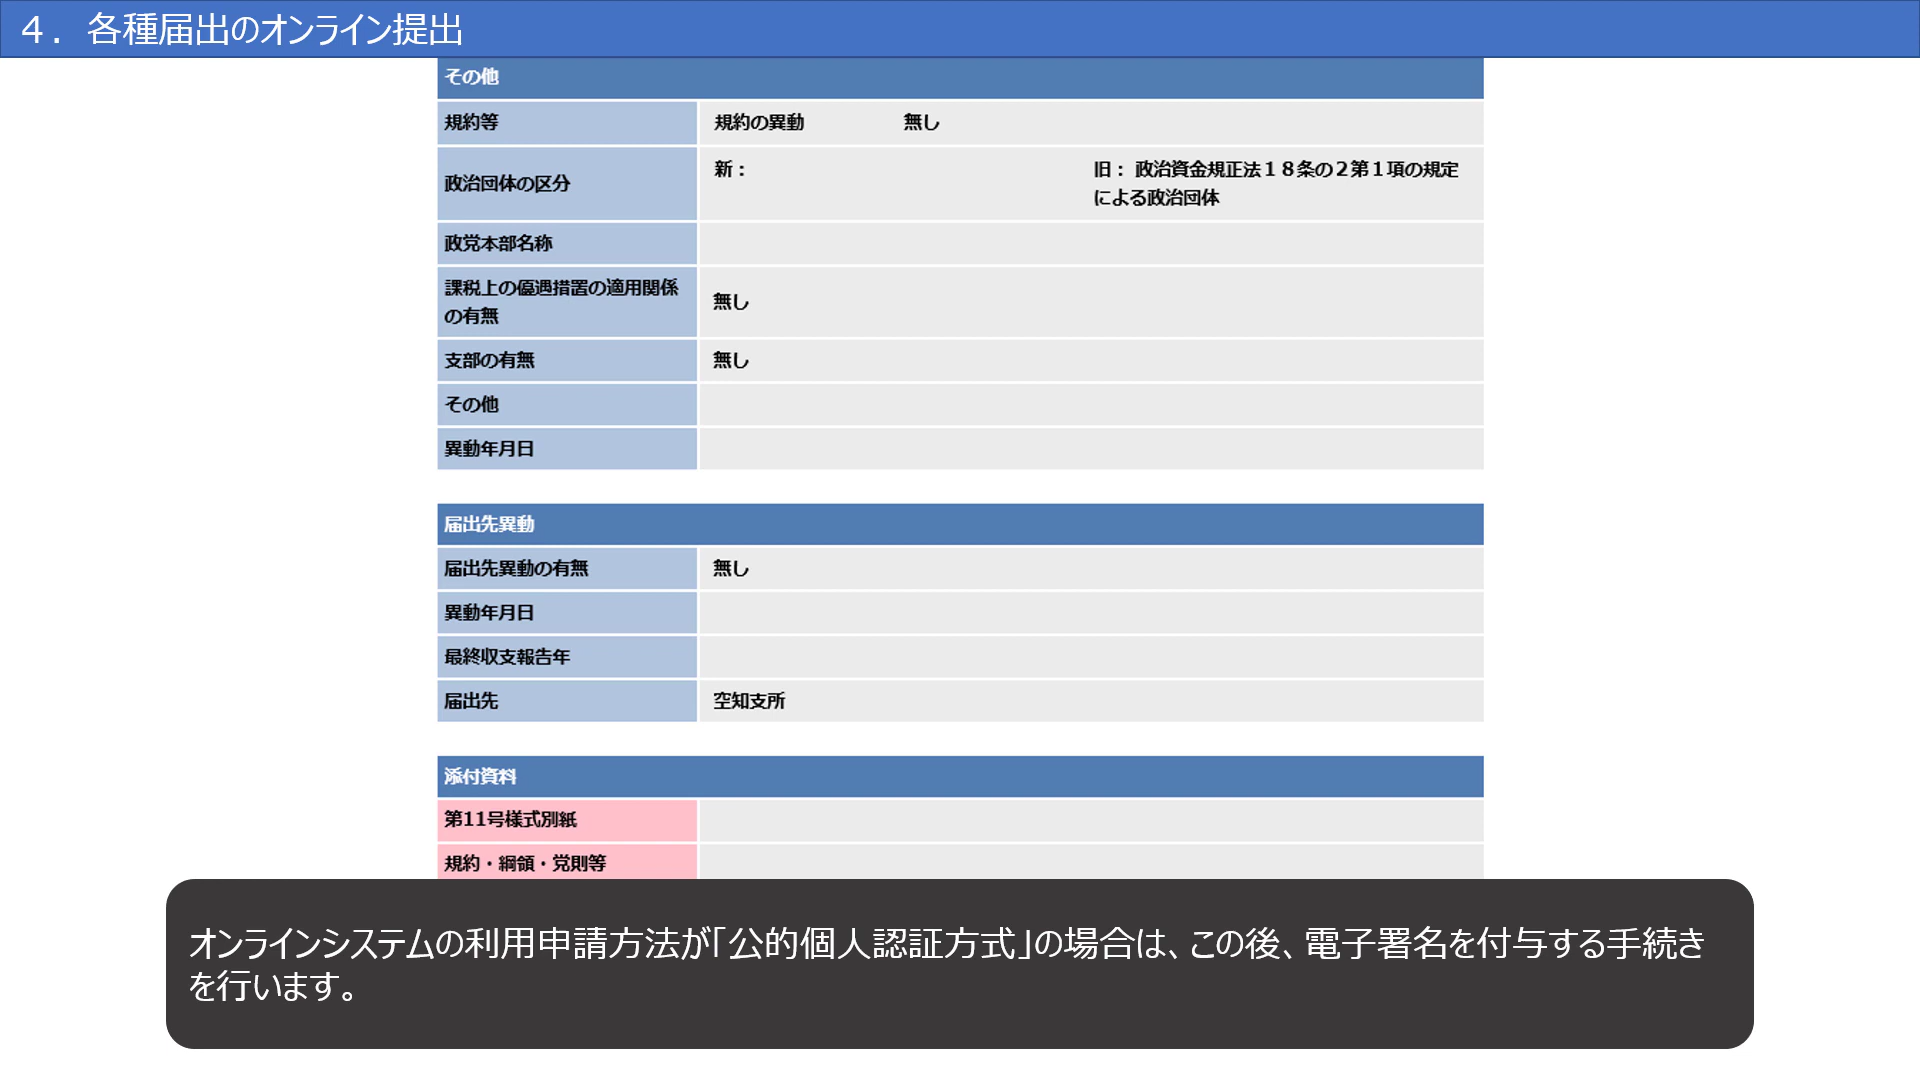 ４．各種届出のオンライン提出
その他
規約等 規約の異動 無し
政治団体の区分 新： 旧： 政治資金規正法１８条の２第１項の規定
による政治団体
政党本部名称
課税上の優遇措置の適用関係
の有無 無し
支部の有無 無し
その他
異動年月日
届出先異動
届出先異動の有無 無し
異動年月日
最終収支報告年
届出先 空知支所
添付資料
第11号様式別紙
規約・綱領・党則等
オンラインシステムの利用申請方法が「公的個人認証方式」の場合は、この後、電子署名を付与する手続き
を行います。